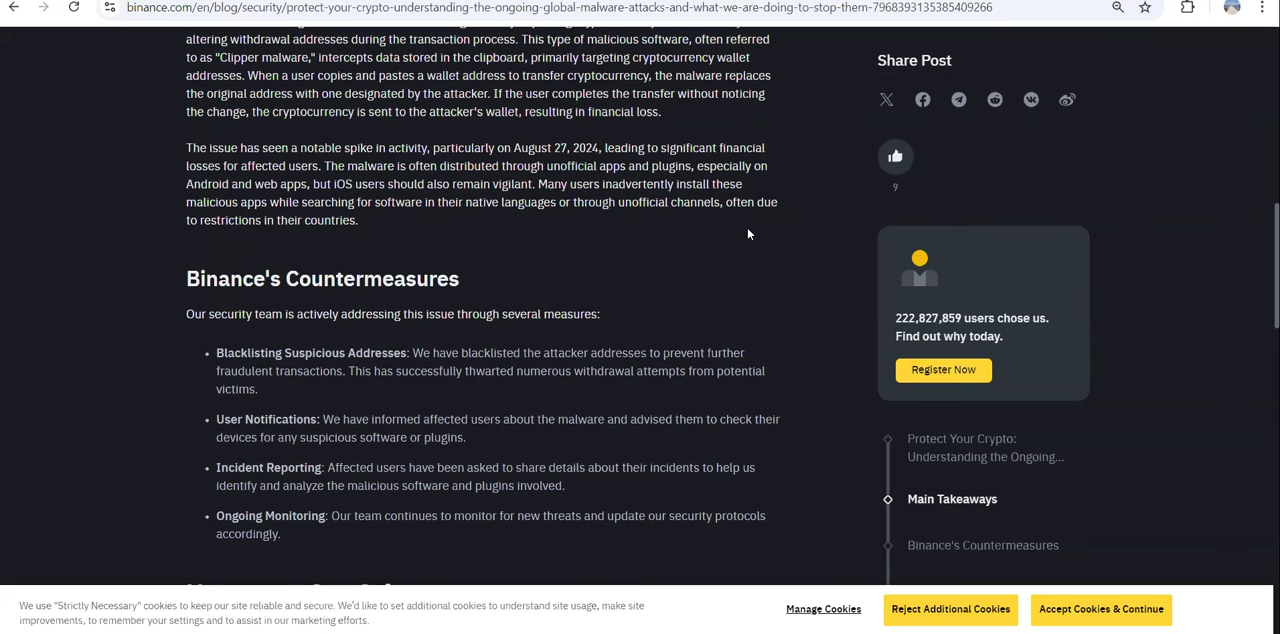 binance.com/en/blog/security/protect-your-crypto-understanding-the-ongoing-global-malware-attacks-and-what-we-are-doing-to-stop-them-7968393135385409266
altering withdrawal addresses during the transaction process. This type of malicious software, often referred
to as "Clipper malware," intercepts data stored in the clipboard, primarily targeting cryptocurrency wallet
addresses. When a user copies and pastes a wallet address to transfer cryptocurrency, the malware replaces
the original address with one designated by the attacker. If the user completes the transfer without noticing
the change, the cryptocurrency is sent to the attacker's wallet, resulting in financial loss.
The issue has seen a notable spike in activity, particularly on August 27, 2024, leading to significant financial
losses for affected users. The malware is often distributed through unofficial apps and plugins, especially on
Android and web apps, but iOS users should also remain vigilant. Many users inadvertently install these
malicious apps while searching for software in their native languages or through unofficial channels, often due
to restrictions in their countries.
Binance's Countermeasures
Our security team is actively addressing this issue through several measures:
• Blacklisting Suspicious Addresses: We have blacklisted the attacker addresses to prevent further
fraudulent transactions. This has successfully thwarted numerous withdrawal attempts from potential
victims.
• User Notifications: We have informed affected users about the malware and advised them to check their
devices for any suspicious software or plugins.
• Incident Reporting: Affected users have been asked to share details about their incidents to help us
identify and analyze the malicious software and plugins involved.
• Ongoing Monitoring: Our team continues to monitor for new threats and update our security protocols
accordingly.
Share Post
9
222,827,859 users chose us.
Find out why today.
Register Now
Protect Your Crypto:
Understanding the Ongoing...
Main Takeaways
Binance's Countermeasures
We use "Strictly Necessary" cookies to keep our site reliable and secure. We'd like to set additional cookies to understand site usage, make site
improvements, to remember your settings and to assist in our marketing efforts.
Manage Cookies
Reject Additional Cookies
Accept Cookies & Continue